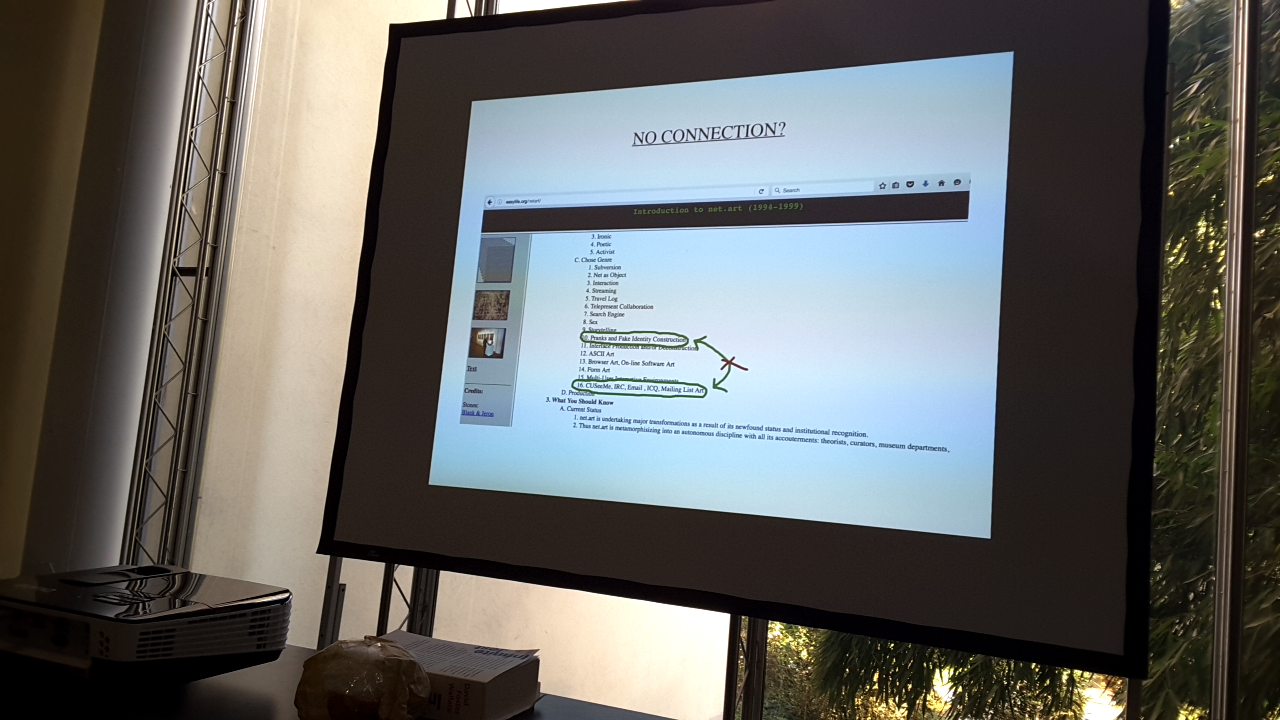 NO CONNECTION?
easylife.org/netart/
Search
Introduction to net.art (1994-1999)
3. Ironic
4. Poetic
5. Activist
C. Chose Genre
1. Subversion
2. Net as Object
3. Interaction
4. Streaming
5. Travel Log
6. Telepresent Collaboration
7. Search Engine
8. Sex
9. Storytelling
10. Pranks and Fake Identity Construction
11. Interface Production and/or Deconstruction
12. ASCII Art
13. Browser Art, On-line Software Art
14. Form Art
15. Multi-User Interactive Environments
16. CUSeeMe, IRC, Email , ICQ, Mailing List Art
D. Production
3. What You Should Know
A. Current Status
1. net.art is undertaking major transformations as a result of its newfound status and institutional recognition.
2. Thus net.art is metamorphisizing into an autonomous discipline with all its accouterments: theorists, curators, museum departments,
Text
Credits:
Blank & Jeron